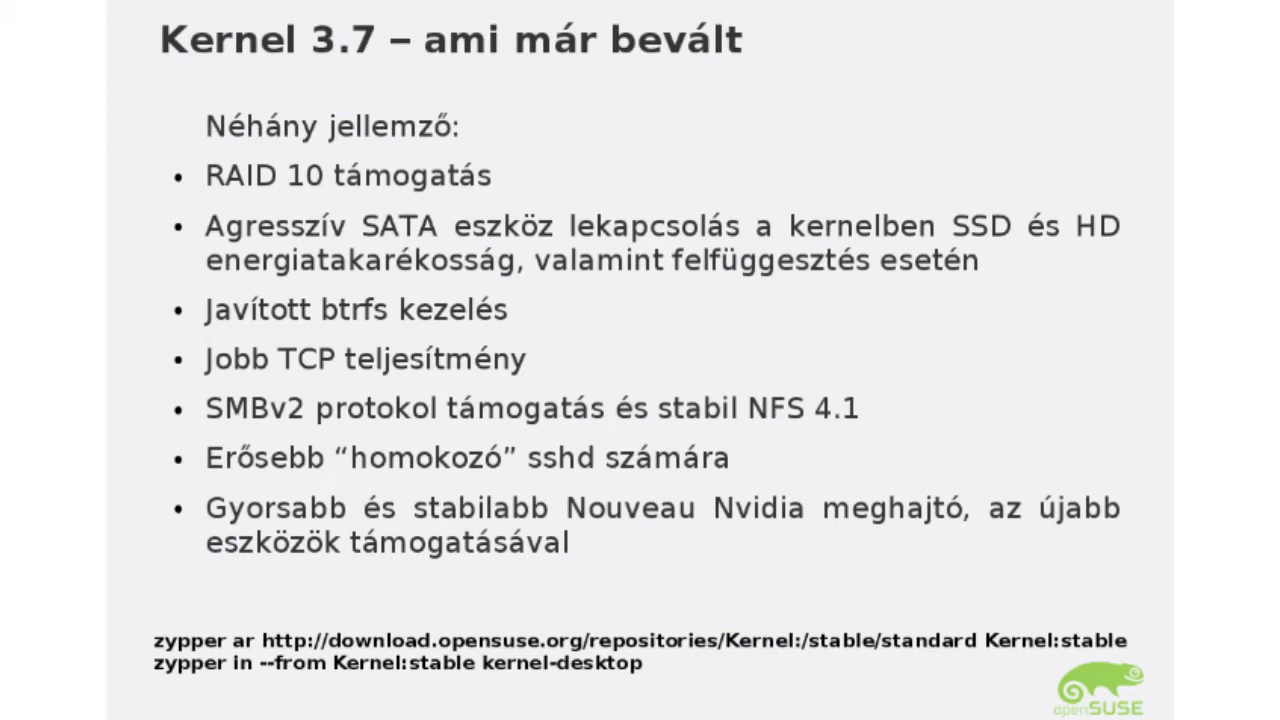 Kernel 3.7 – ami már bevált
Néhány jellemző:
• RAID 10 támogatás
• Agresszív SATA eszköz lekapcsolás a kernelben SSD és HD
energiatakarékosság, valamint felfüggesztés esetén
• Javított btrfs kezelés
• Jobb TCP teljesítmény
• SMBv2 protokol támogatás és stabil NFS 4.1
• Erősebb “homokozó” sshd számára
• Gyorsabb és stabilabb Nouveau Nvidia meghajtó, az újabb
eszközök támogatásával
zypper ar http://download.opensuse.org/repositories/Kernel:/stable/standard Kernel:stable
zypper in --from Kernel:stable kernel-desktop
openSUSE